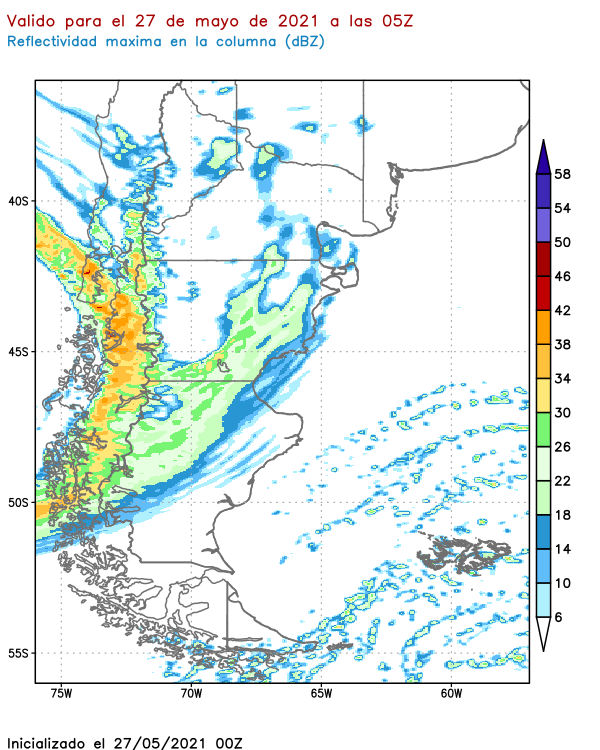 Valido para el 27 de mayo de 2021 a las 05Z
Reflectividad maxima en la columna (dBZ)
58
54
50
46
42
38
34
30
26
22
18
14
10
6
40S
45S
50S
55S
75W 70W 65W 60W
Inicializado el 27/05/2021 00Z